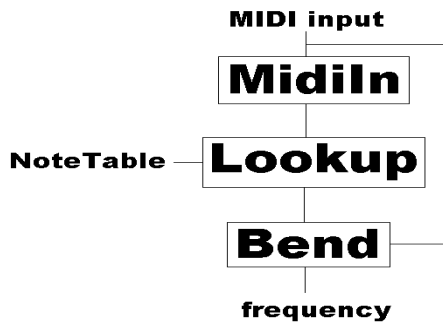 MIDI input
MidiIn
NoteTable
Lookup
Bend
frequency